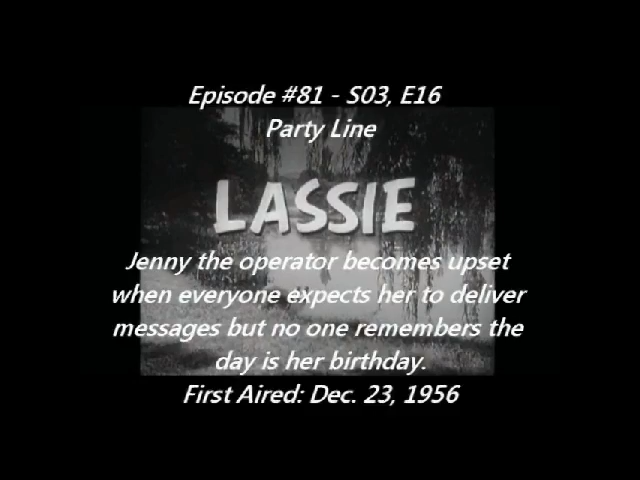 Episode #81 - S03, E16
Party Line
LASSIE
Jenny the operator becomes upset
when everyone expects her to deliver
messages but no one remembers the
day is her birthday.
First Aired: Dec. 23, 1956